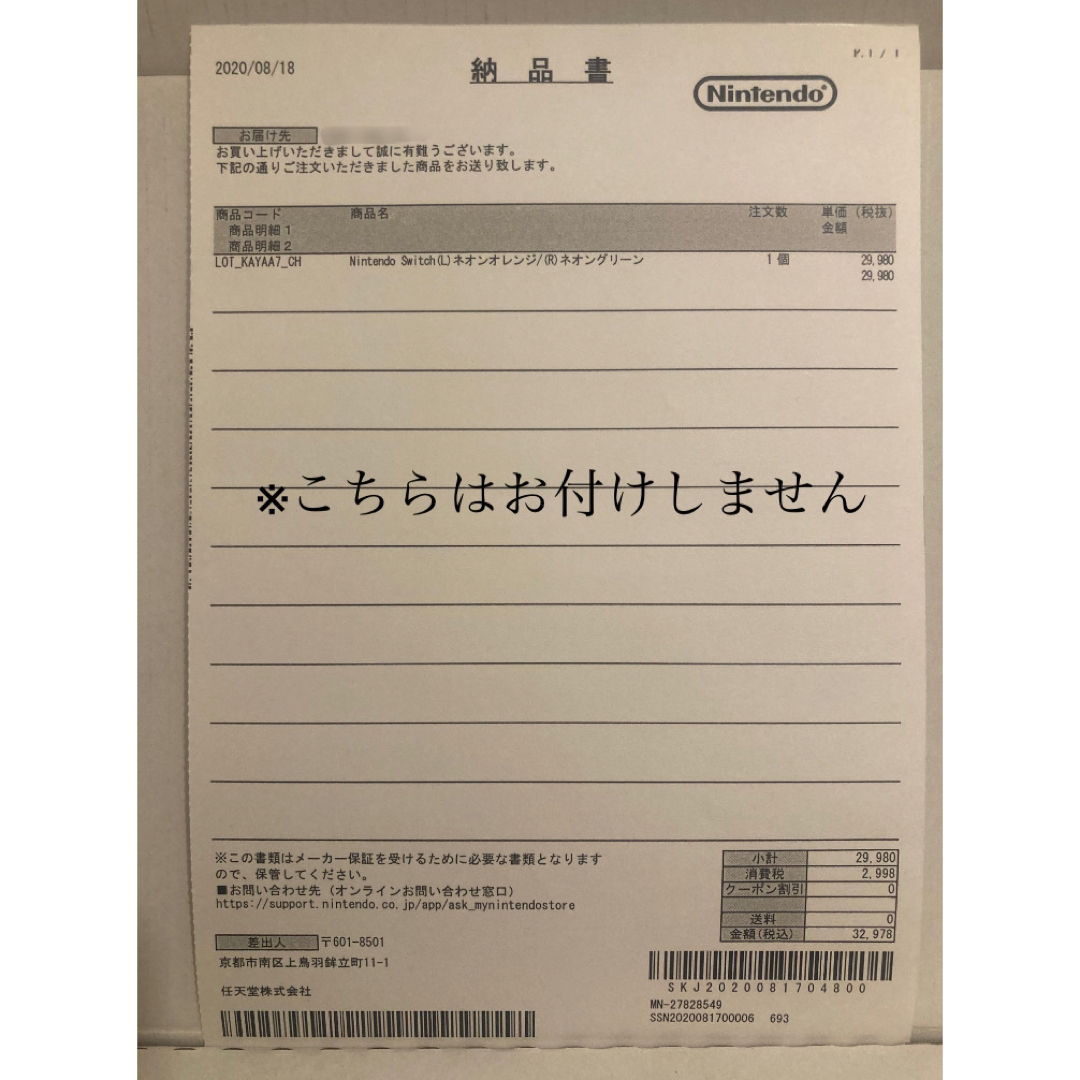 2020/08/18
納品書
P.1 / 1
Nintendo
お届け先
お買い上げいただきまして誠に有難うございます。
下記の通りご注文いただきました商品をお送り致します。
商品コード 商品名 注文数 単価 (税抜)
商品明細1 金額
商品明細2
LOT_KAYAA7_CH Nintendo Switch(L)ネオンオレンジ/(R)ネオングリーン 1個 29,980
29,980
※こちらはお付けしません
※この書類はメーカー保証を受けるために必要な書類となります
ので、保管してください。
■お問い合わせ先(オンラインお問い合わせ窓口)
https://support.nintendo.co.jp/app/ask_mynintendostore
小計 29,980
消費税 2,998
クーポン割引 0
送料 0
金額(税込) 32,978
差出人 〒601-8501
京都市南区上鳥羽鉾立町11-1
任天堂株式会社
SKJ2020081704800
MN-27828549
SSN2020081700006 693